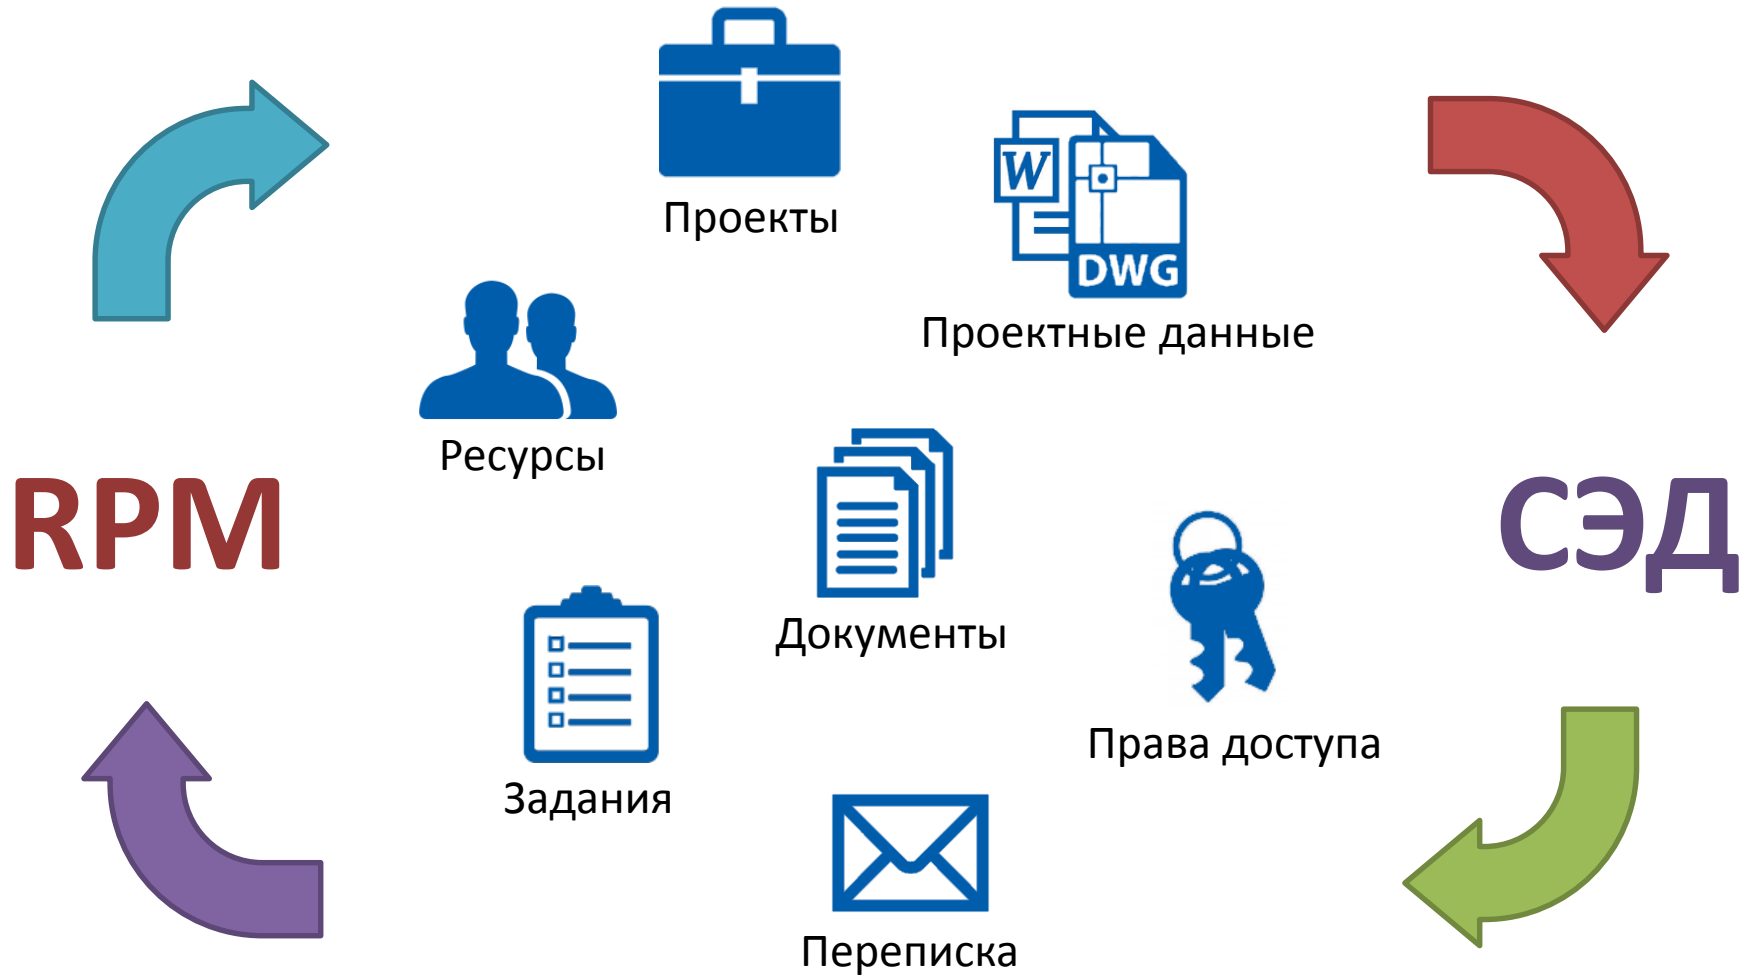 Проекты
W
DWG
Проектные данные
Ресурсы
RPM
СЭД
Документы
Права доступа
Задания
Переписка